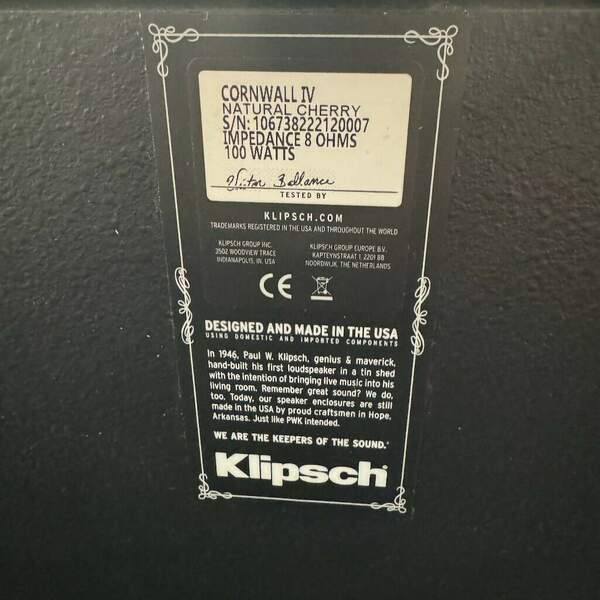 CORNWALL IV
NATURAL CHERRY
S/N: 106738222120007
IMPEDANCE 8 OHMS
100 WATTS
TESTED BY
KLIPSCH.COM
TRADEMARKS REGISTERED IN THE USA AND THROUGHOUT THE WORLD
KLIPSCH GROUP INC.
3502 WOODVIEW TRACE
INDIANAPOLIS, IN. USA
KLIPSCH GROUP EUROPE B.V.
KAPTEYNSTRAAT 1 2201 BB
NOORDWIJK, THE NETHERLANDS
CE
DESIGNED AND MADE IN THE USA
USING DOMESTIC AND IMPORTED COMPONENTS
In 1946, Paul W. Klipsch, genius & maverick,
hand-built his first loudspeaker in a tin shed
with the intention of bringing live music into his
living room. Remember great sound? We do,
too. Today, our speaker enclosures are still
made in the USA by proud craftsmen in Hope,
Arkansas. Just like PWK intended.
WE ARE THE KEEPERS OF THE SOUND.
Klipsch